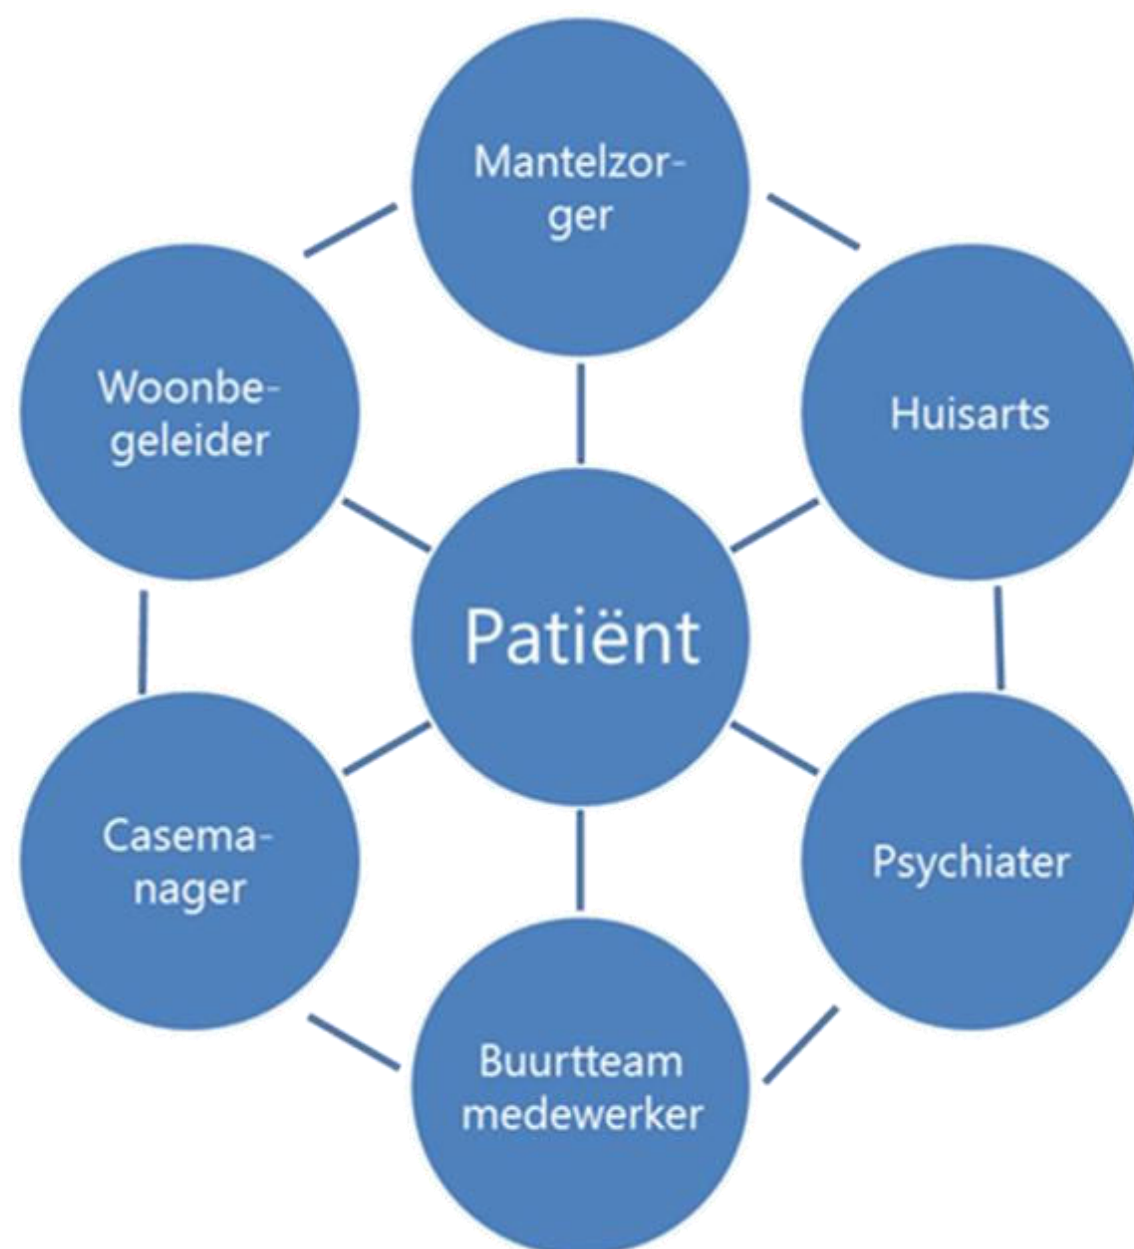 Mantelzor-
ger
Woonbe-
geleider
Huisarts
Patiënt
Casema-
nager
Psychiater
Buurtteam
medewerker